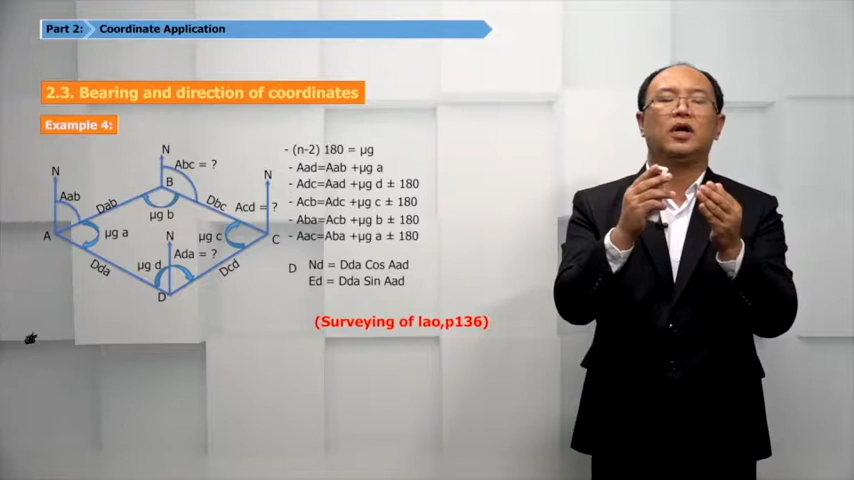 Part 2: Coordinate Application
2.3. Bearing and direction of coordinates
Example 4:
- (n-2) 180 = µg
- Aad=Aab +µg a
- Adc=Aad +µg d ± 180
- Acb=Adc +µg c ± 180
- Aba=Acb +µg b ± 180
- Aac=Aba +µg a ± 180
D Nd = Dda Cos Aad
Ed = Dda Sin Aad
(Surveying of lao,p136)
N
Abc = ?
N
B
N
Aab
Dab
Dbc
Acd = ?
µg b
A
µg a
N
µg c
C
Ada = ?
Dda
µg d
Dcd
D